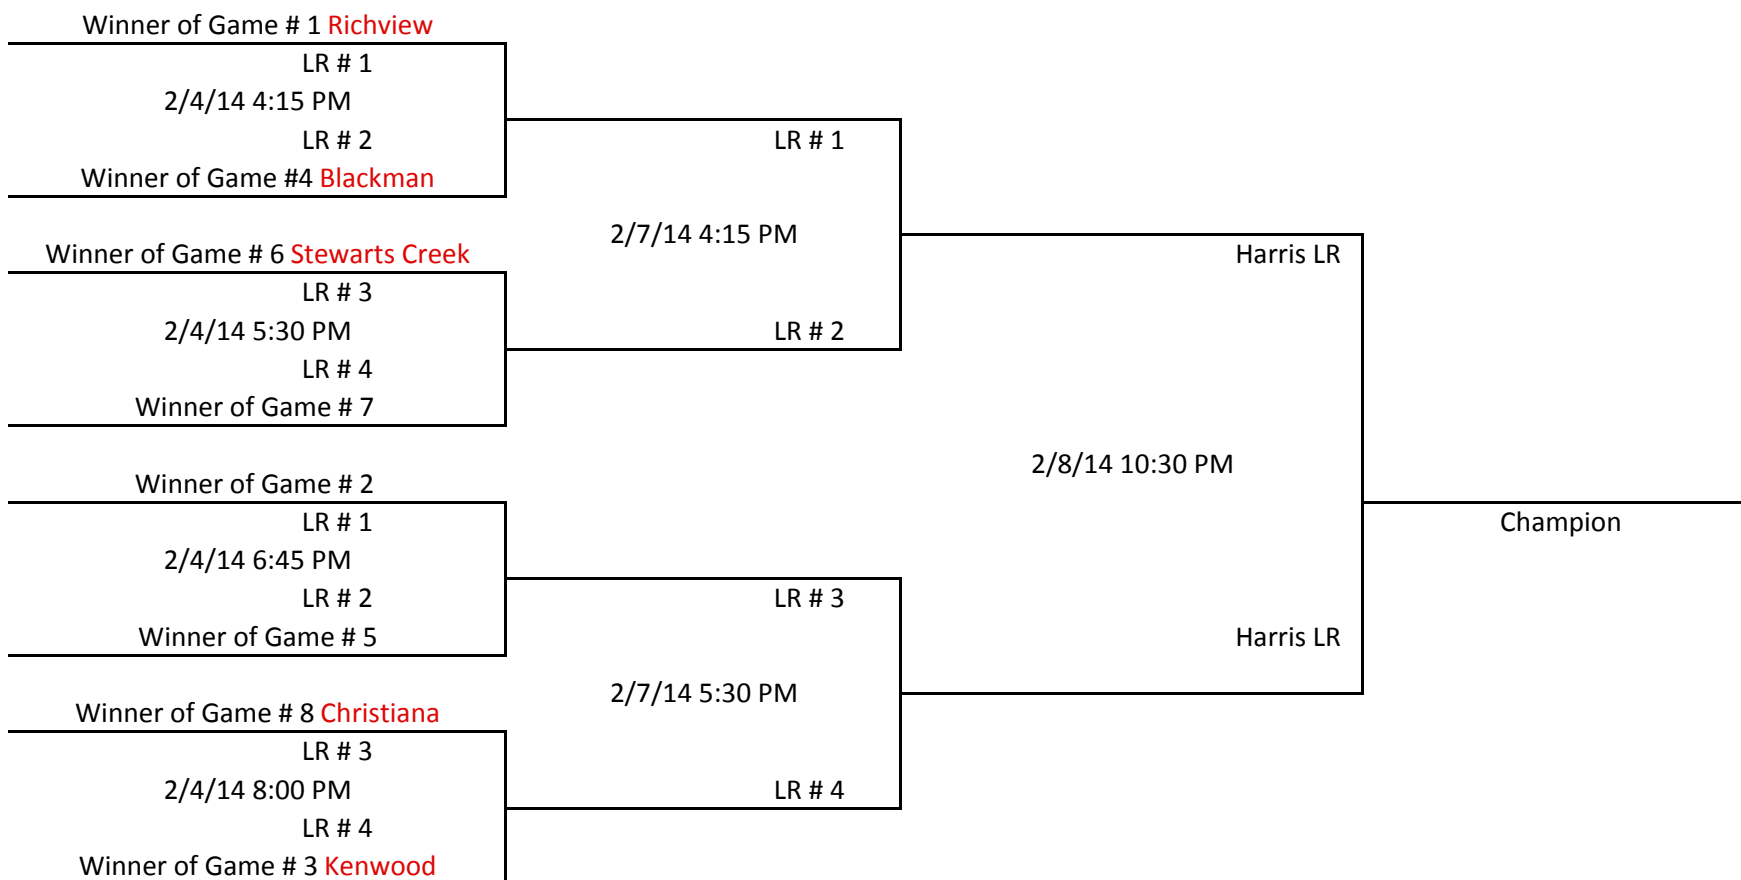 Winner of Game # 1 Richview
LR # 1
2/4/14 4:15 PM
LR # 2
LR # 1
Winner of Game #4 Blackman
2/7/14 4:15 PM
Winner of Game # 6 Stewarts Creek
Harris LR
LR # 3
2/4/14 5:30 PM
LR # 2
LR # 4
Winner of Game # 7
2/8/14 10:30 PM
Winner of Game # 2
LR # 1
Champion
2/4/14 6:45 PM
LR # 2
LR # 3
Winner of Game # 5
Harris LR
2/7/14 5:30 PM
Winner of Game # 8 Christiana
LR # 3
2/4/14 8:00 PM
LR # 4
LR # 4
Winner of Game # 3 Kenwood